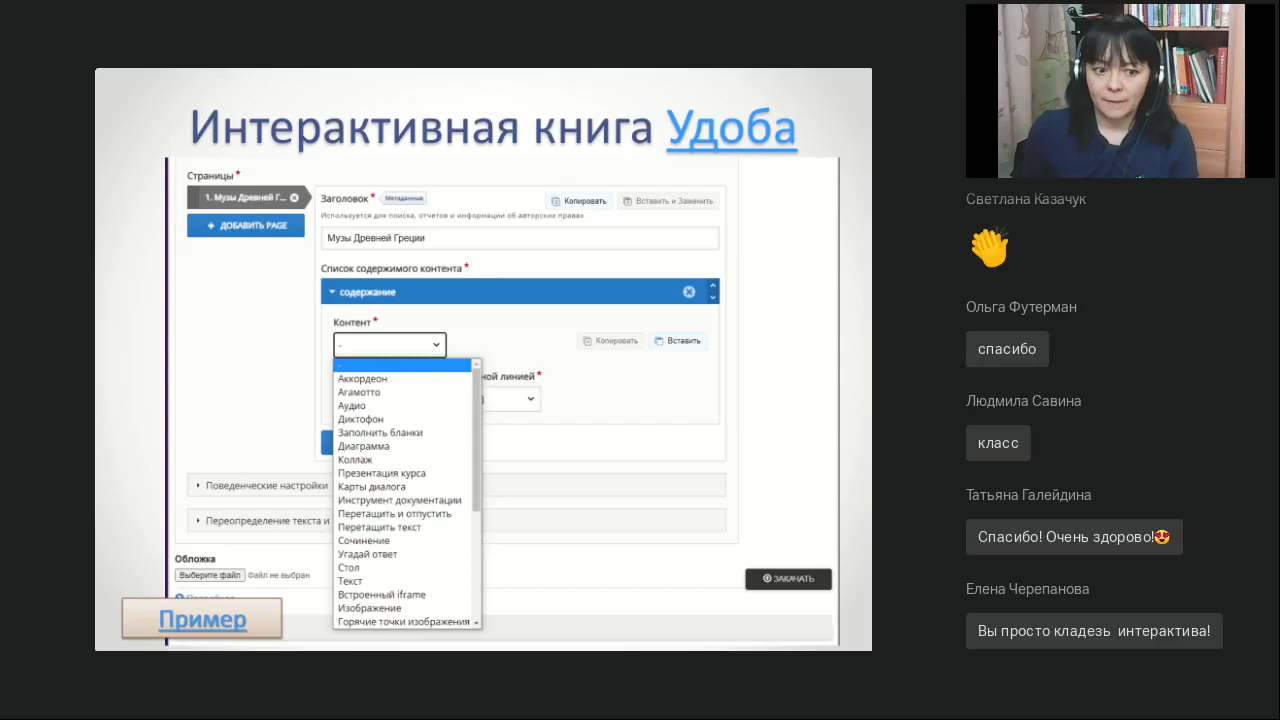 Интерактивная книга Удоба
Страницы*
1. Музы Древней Г...
+ ДОБАВИТЬ PAGE
Заголовок* Метаданные
Копировать
Вставить и Заменить
Используется для поиска, отчетов и информации об авторских правах
Музы Древней Греции
Список содержимого контента*
содержание
Контент*
Копировать
Вставить
-
-
ной линией*
Аккордеон
Агамотто
Аудио
Диктофон
Заполнить бланки
Диаграмма
Коллаж
Презентация курса
Карты диалога
Инструмент документации
Перетащить и отпустить
Перетащить текст
Сочинение
Угадай ответ
Стол
Текст
Встроенный iframe
Изображение
Горячие точки изображения
Поведенческие настройки
Переопределение текста и
Обложка
Выберите файл Файл не выбран
ЗАКАЧАТЬ
Пример
Светлана Казачук
Ольга Футерман
спасибо
Людмила Савина
класс
Татьяна Галейдина
Спасибо! Очень здорово!😍
Елена Черепанова
Вы просто кладезь интерактива!